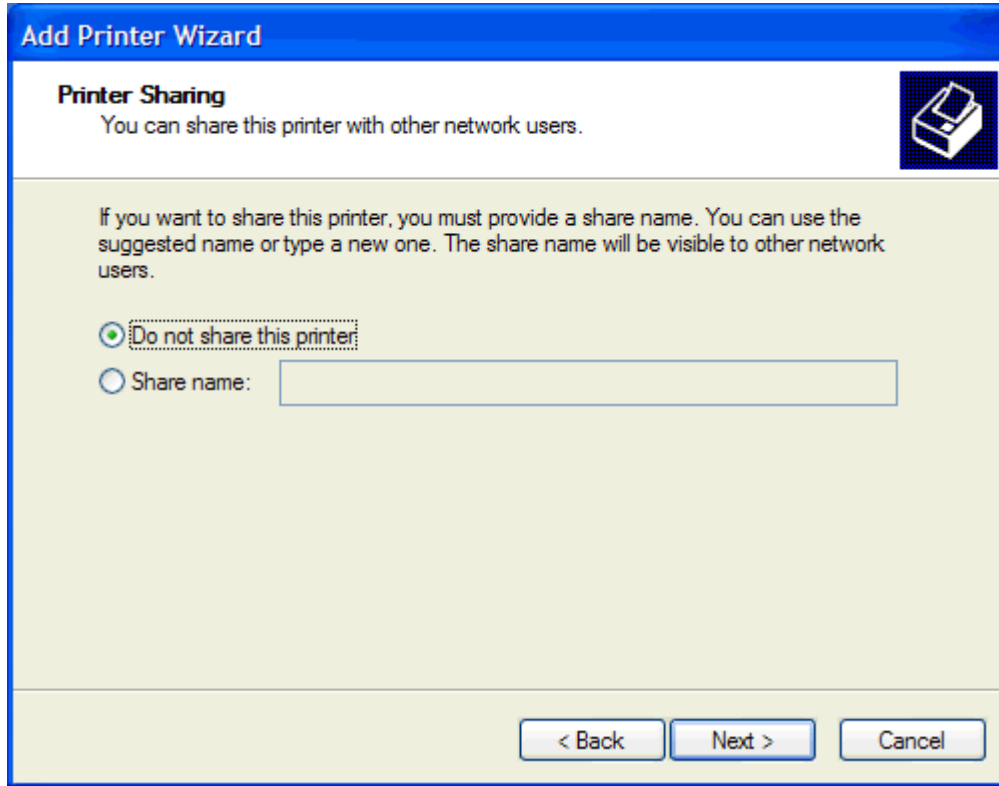 Add Printer Wizard
Printer Sharing
You can share this printer with other network users.
If you want to share this printer, you must provide a share name. You can use the
suggested name or type a new one. The share name will be visible to other network
users.
Do not share this printer
Share name:
< Back
Next >
Cancel